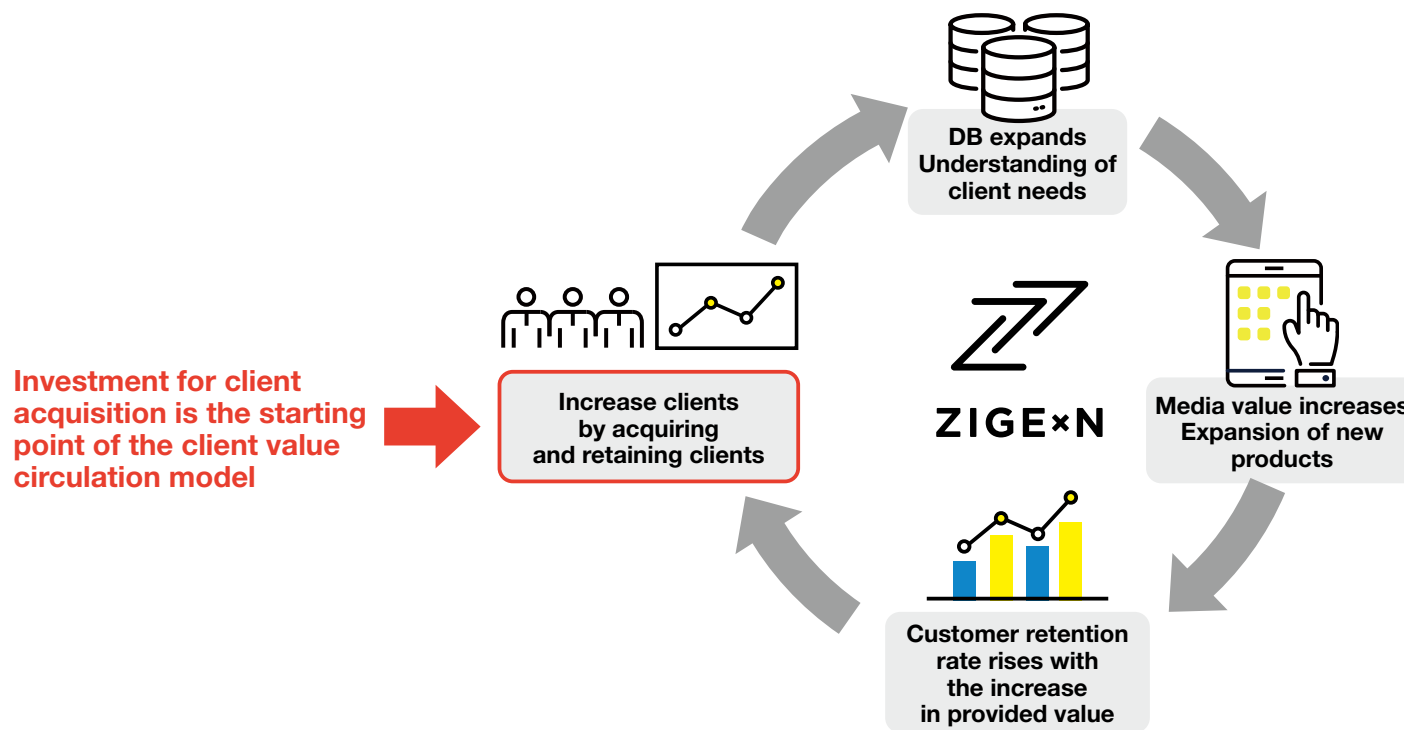 DB expands
Understanding of
client needs
Investment for client
acquisition is the starting
point of the client value
circulation model
Increase clients
by acquiring
and retaining clients
ZIGExN
Media value increases
Expansion of new
products
Customer retention
rate rises with
the increase
in provided value